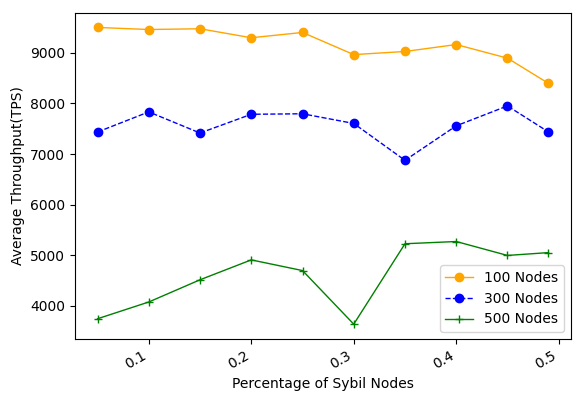 9000
8000
7000
6000
5000
4000
Average Throughput(TPS)
100 Nodes
300 Nodes
500 Nodes
0.1 0.2 0.3 0.4 0.5
Percentage of Sybil Nodes